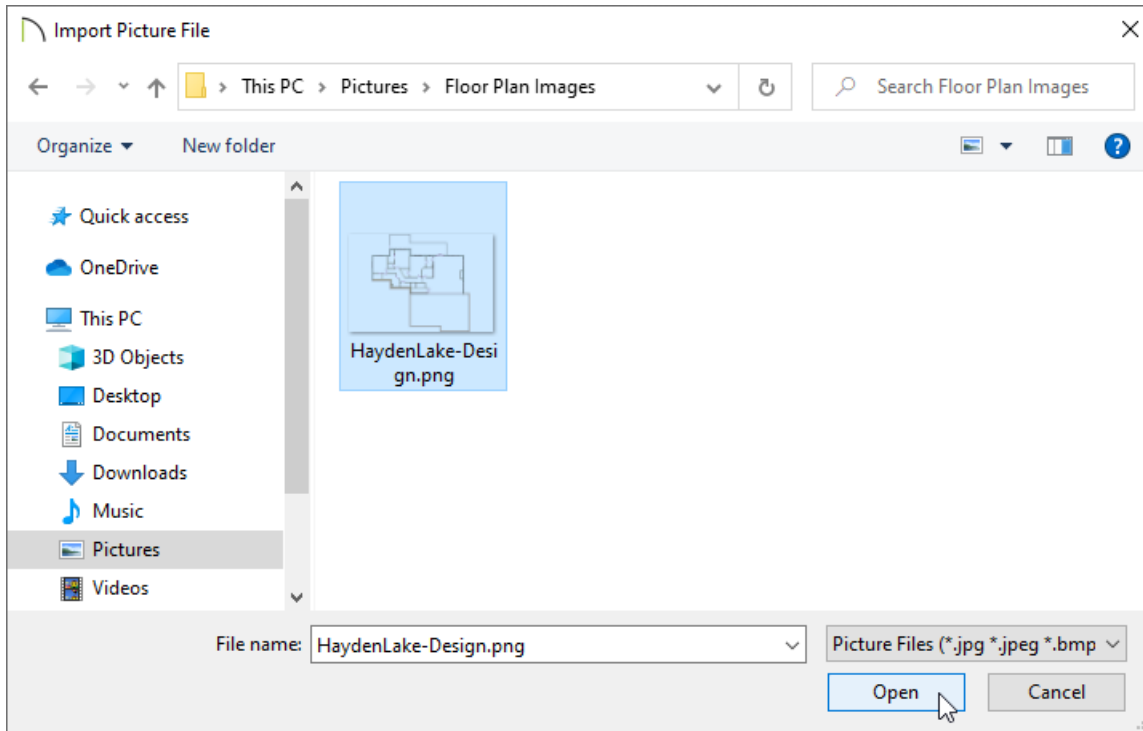 Import Picture File
This PC > Pictures > Floor Plan Images
Search Floor Plan Images
Organize
New folder
Quick access
OneDrive
This PC
3D Objects
Desktop
Documents
Downloads
Music
Pictures
Videos
HaydenLake-Desi
gn.png
File name: HaydenLake-Design.png
Picture Files (*.jpg *.jpeg *.bmp
Open
Cancel